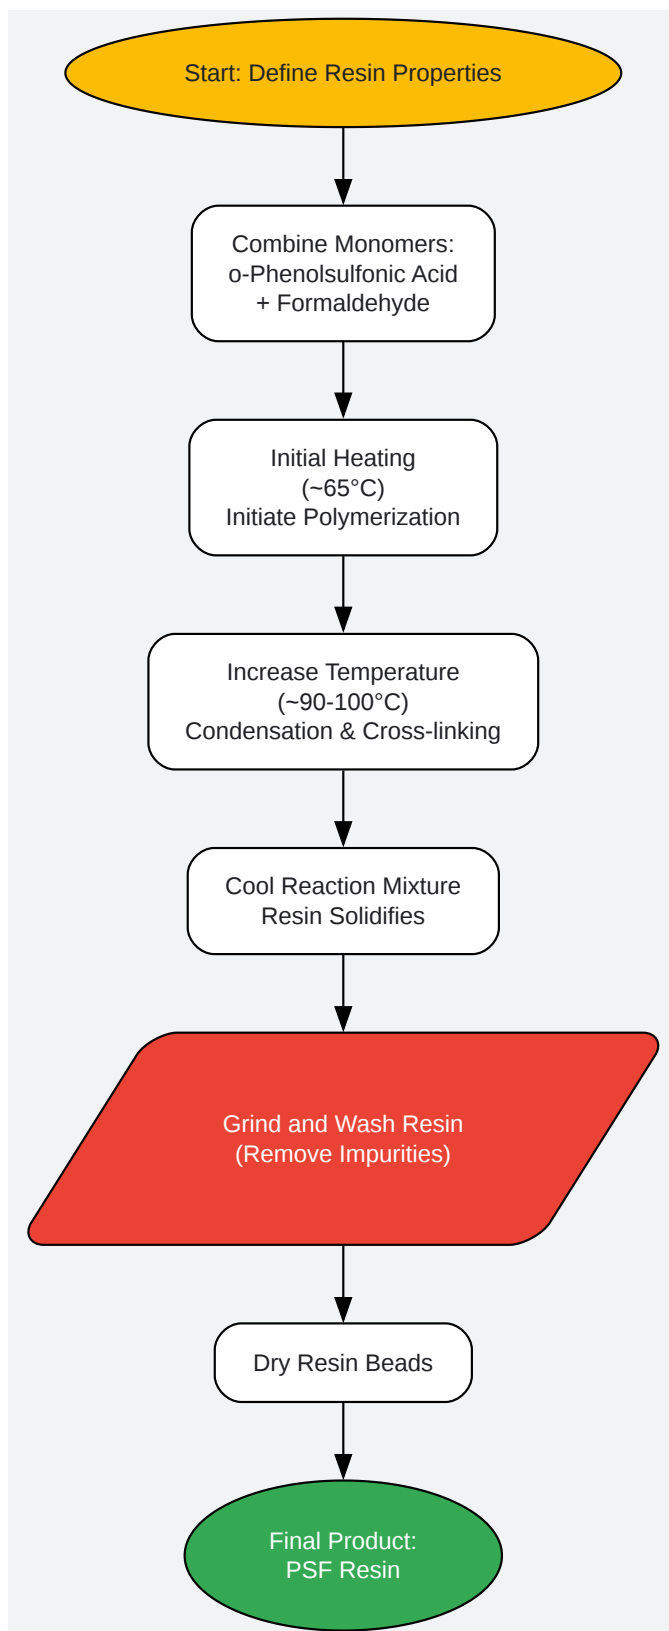 Start: Define Resin Properties
Combine Monomers:
o-Phenolsulfonic Acid
+ Formaldehyde
Initial Heating
(~65°C)
Initiate Polymerization
Increase Temperature
(~90-100°C)
Condensation & Cross-linking
Cool Reaction Mixture
Resin Solidifies
Grind and Wash Resin
(Remove Impurities)
Dry Resin Beads
Final Product:
PSF Resin